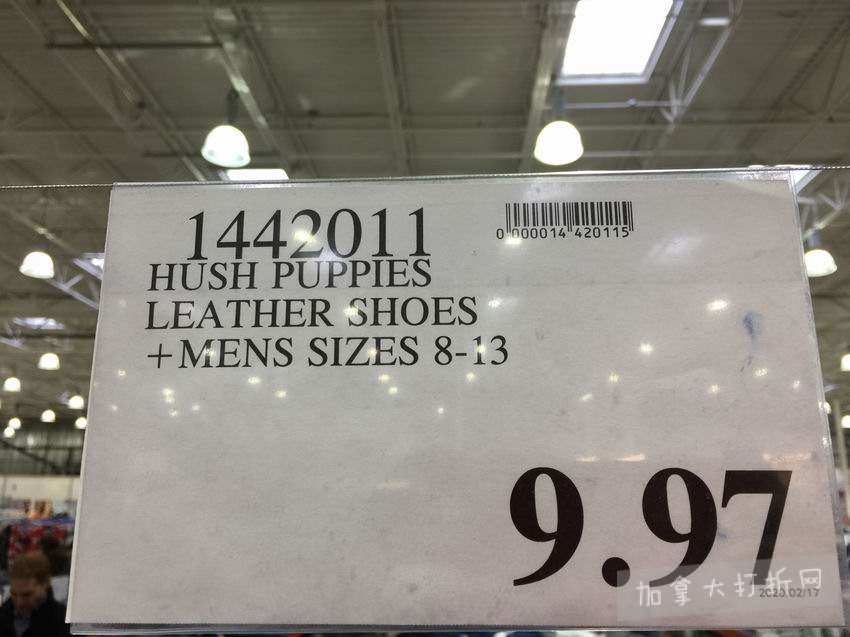 1442011
0 000014 420115
HUSH PUPPIES
LEATHER SHOES
+MENS SIZES 8-13
9.97
加拿大打折网
2020/02/17